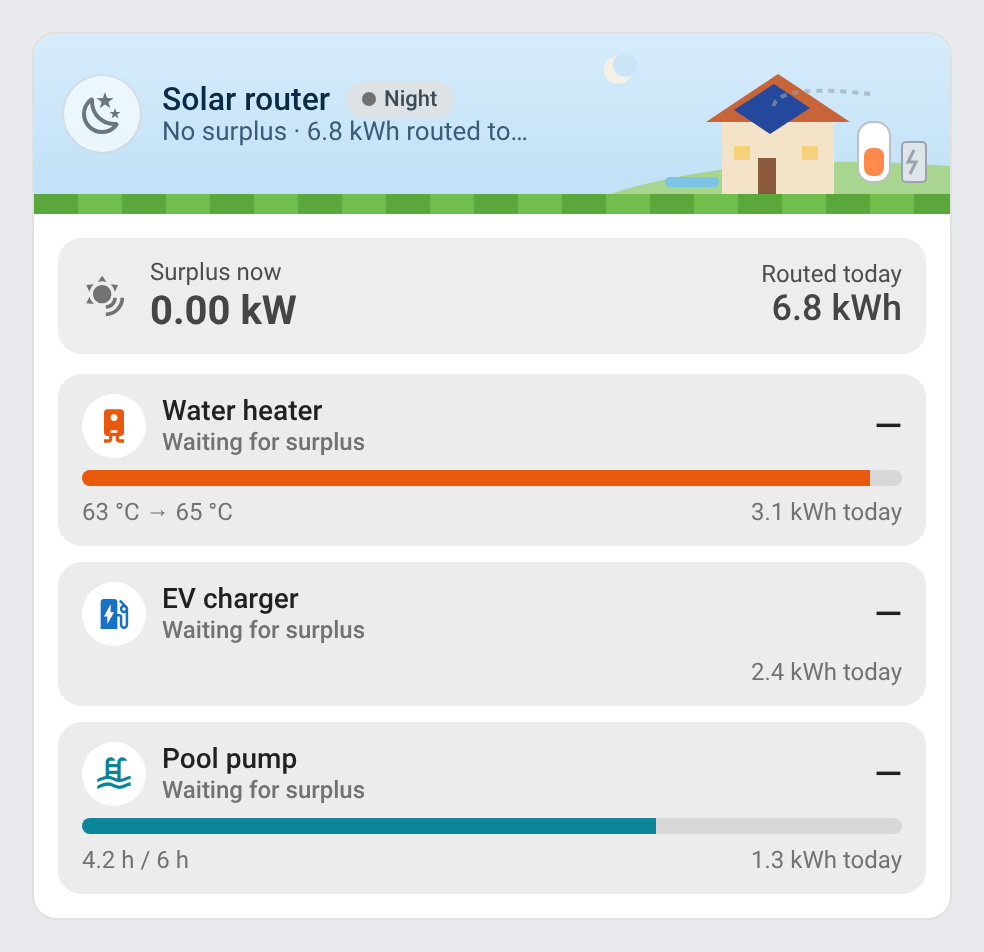 Solar router
Night
No surplus · 6.8 kWh routed to…
Surplus now
0.00 kW
Routed today
6.8 kWh
Water heater
Waiting for surplus
—
63 °C → 65 °C
3.1 kWh today
EV charger
Waiting for surplus
—
2.4 kWh today
Pool pump
Waiting for surplus
—
4.2 h / 6 h
1.3 kWh today